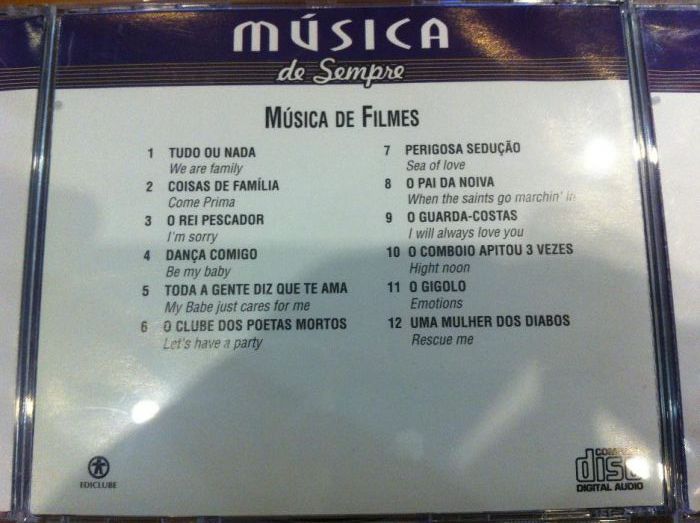 MÚSICA
de Sempre
MÚSICA DE FILMES
1 TUDO OU NADA
We are family
2 COISAS DE FAMÍLIA
Come Prima
3 O REI PESCADOR
I'm sorry
4 DANÇA COMIGO
Be my baby
5 TODA A GENTE DIZ QUE TE AMA
My Babe just cares for me
6 O CLUBE DOS POETAS MORTOS
Let's have a party
7 PERIGOSA SEDUÇÃO
Sea of love
8 O PAI DA NOIVA
When the saints go marchin' in
9 O GUARDA-COSTAS
I will always love you
10 O COMBOIO APITOU 3 VEZES
Hight noon
11 O GIGOLO
Emotions
12 UMA MULHER DOS DIABOS
Rescue me
EDICLUBE
COMPACT
disc
DIGITAL AUDIO